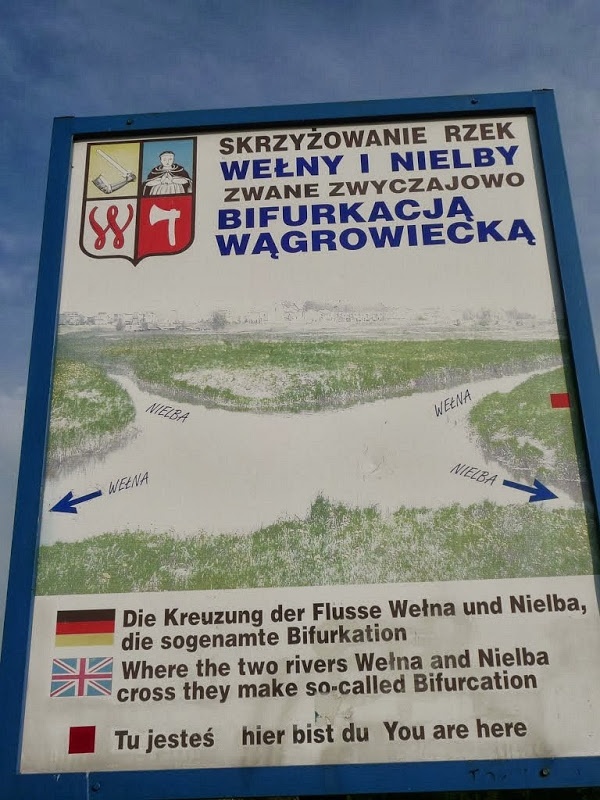 SKRZYŻOWANIE RZEK
WEŁNY I NIELBY
ZWANE ZWYCZAJOWO
BIFURKACJĄ
WĄGROWIECKĄ
W
NIELBA
WEŁNA
WEŁNA
NIELBA
Die Kreuzung der Flusse Wełna und Nielba,
die sogenamte Bifurkation
Where the two rivers Wełna and Nielba
cross they make so-called Bifurcation
Tu jesteś hier bist du You are here